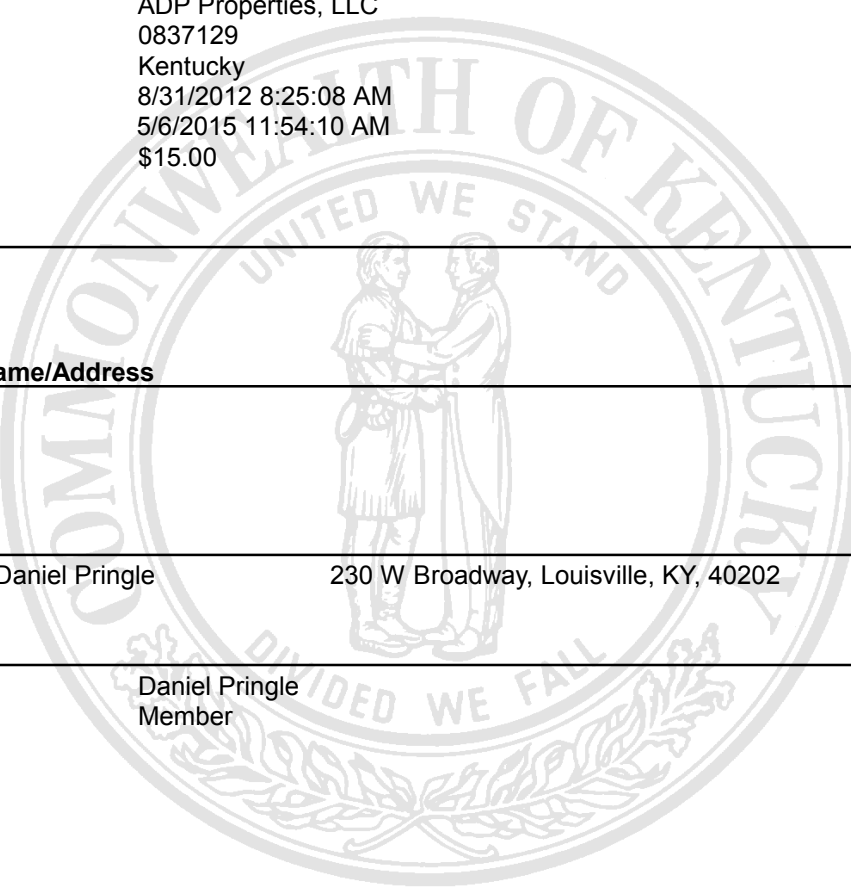 ADP Properties, LLC
0837129
Kentucky
8/31/2012 8:25:08 AM
5/6/2015 11:54:10 AM
$15.00
COMMONWEALTH OF KENTUCKY
UNITED WE STAND
ame/Address
Daniel Pringle 230 W Broadway, Louisville, KY, 40202
DIVIDED WE FALL
Daniel Pringle
Member